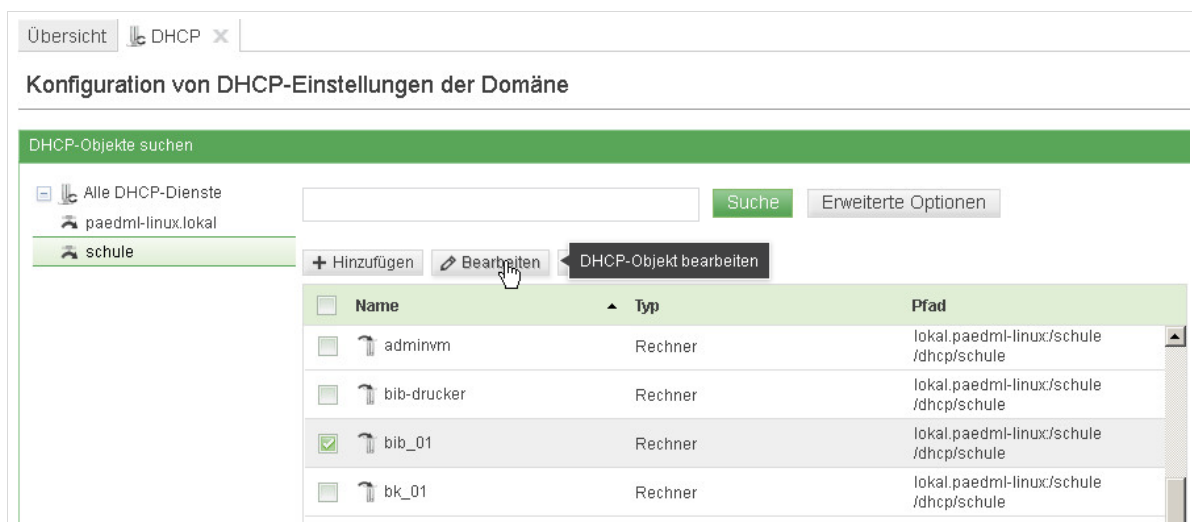 Übersicht DHCP
Konfiguration von DHCP-Einstellungen der Domäne
DHCP-Objekte suchen
Alle DHCP-Dienste
paedml-linux.lokal
schule
Suche Erweiterte Optionen
Hinzufügen Bearbeiten DHCP-Objekt bearbeiten
Name Typ Pfad
adminvm Rechner lokal.paedml-linux:/schule
/dhcp/schule
bib-drucker Rechner lokal.paedml-linux:/schule
/dhcp/schule
bib_01 Rechner lokal.paedml-linux:/schule
/dhcp/schule
bk_01 Rechner lokal.paedml-linux:/schule
/dhcp/schule